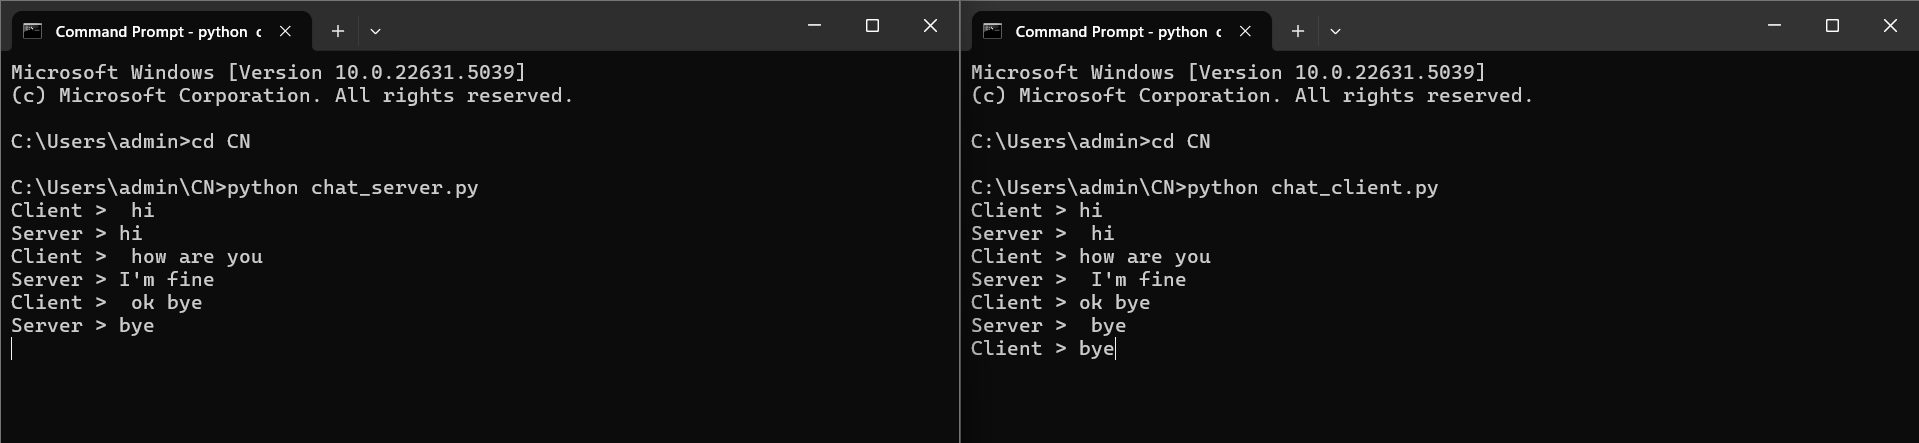 Command Prompt - python c
Microsoft Windows [Version 10.0.22631.5039]
(c) Microsoft Corporation. All rights reserved.
C:\Users\admin>cd CN
C:\Users\admin\CN>python chat_server.py
Client >  hi
Server > hi
Client >  how are you
Server > I'm fine
Client >  ok bye
Server > bye
Command Prompt - python c
Microsoft Windows [Version 10.0.22631.5039]
(c) Microsoft Corporation. All rights reserved.
C:\Users\admin>cd CN
C:\Users\admin\CN>python chat_client.py
Client > hi
Server >  hi
Client > how are you
Server >  I'm fine
Client > ok bye
Server >  bye
Client > bye